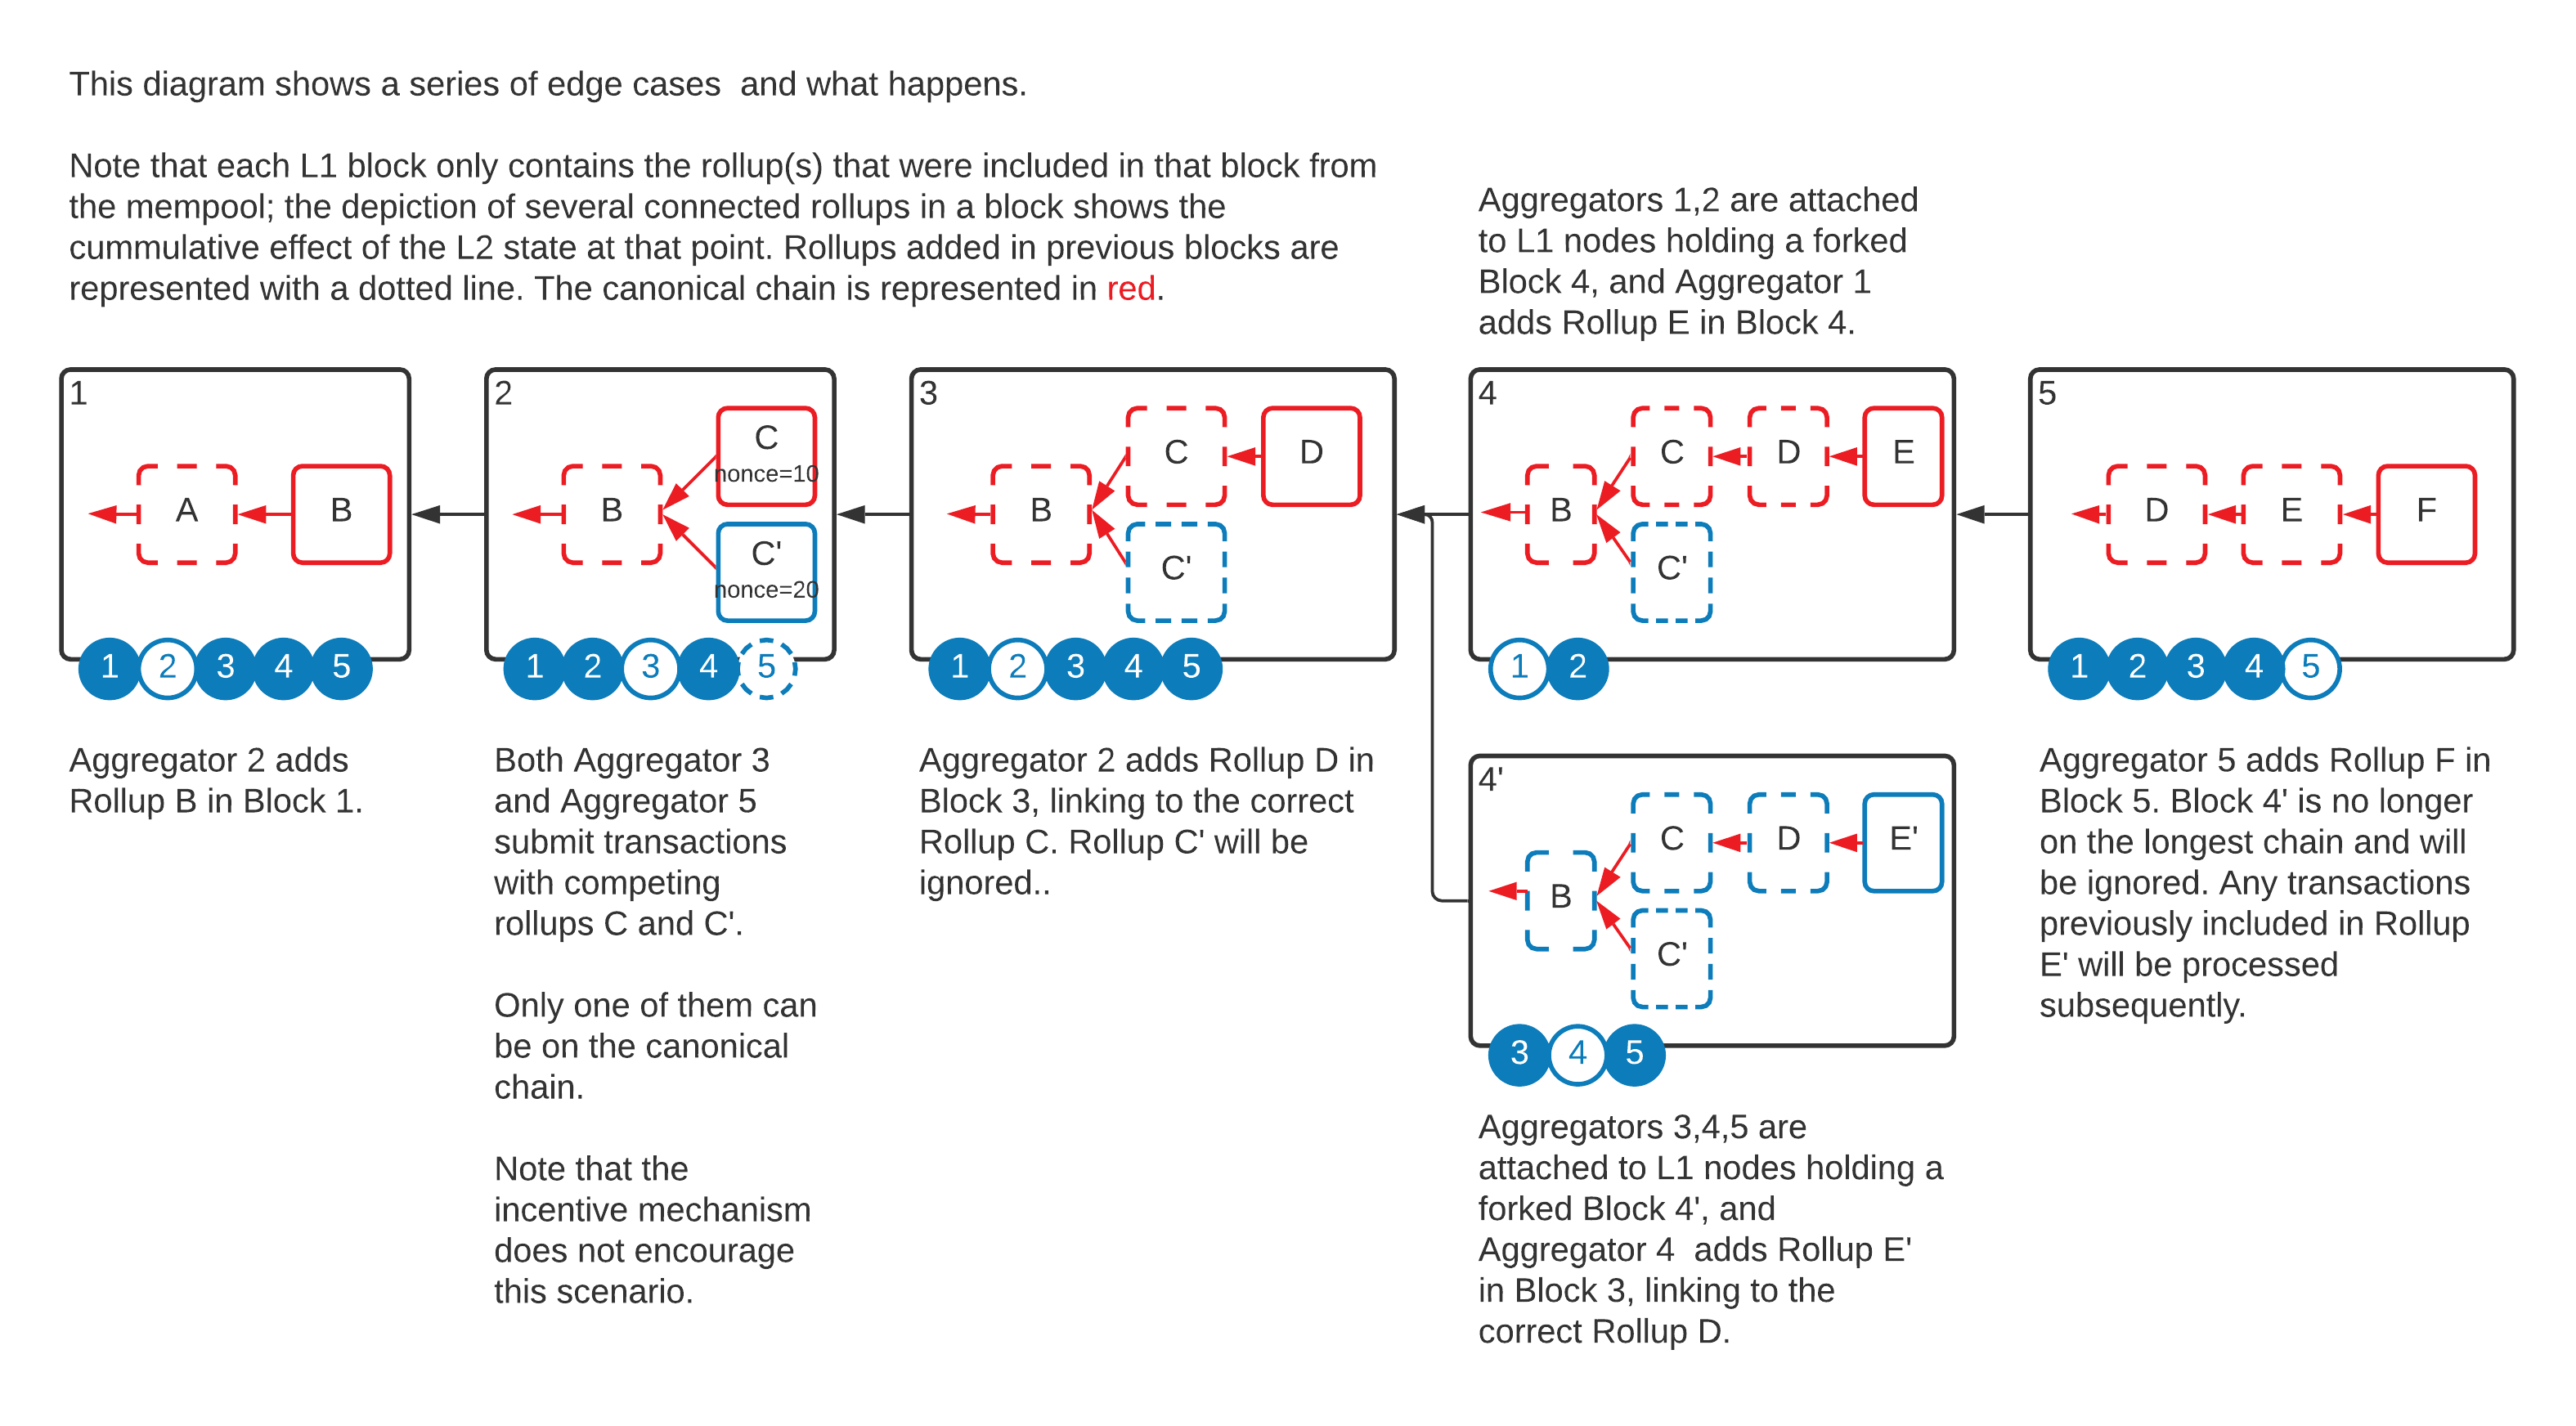 This diagram shows a series of edge cases  and what happens.
Note that each L1 block only contains the rollup(s) that were included in that block from
the mempool; the depiction of several connected rollups in a block shows the
cummulative effect of the L2 state at that point. Rollups added in previous blocks are
represented with a dotted line. The canonical chain is represented in red.
Aggregators 1,2 are attached
to L1 nodes holding a forked
Block 4, and Aggregator 1
adds Rollup E in Block 4.
1
A
B
1 2 3 4 5
Aggregator 2 adds
Rollup B in Block 1.
2
B
C
nonce=10
C'
nonce=20
1 2 3 4 5
Both Aggregator 3
and Aggregator 5
submit transactions
with competing
rollups C and C'.
Only one of them can
be on the canonical
chain.
Note that the
incentive mechanism
does not encourage
this scenario.
3
B
C
D
C'
1 2 3 4 5
Aggregator 2 adds Rollup D in
Block 3, linking to the correct
Rollup C. Rollup C' will be
ignored..
4
B
C
D
E
C'
1 2
4'
B
C
D
E'
C'
3 4 5
Aggregators 3,4,5 are
attached to L1 nodes holding a
forked Block 4', and
Aggregator 4  adds Rollup E'
in Block 3, linking to the
correct Rollup D.
5
D
E
F
1 2 3 4 5
Aggregator 5 adds Rollup F in
Block 5. Block 4' is no longer
on the longest chain and will
be ignored. Any transactions
previously included in Rollup
E' will be processed
subsequently.